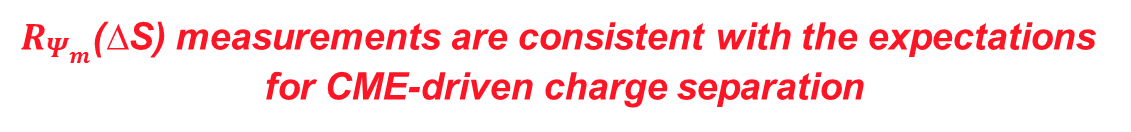 R_{Ψ_m}(ΔS) measurements are consistent with the expectations
for CME-driven charge separation